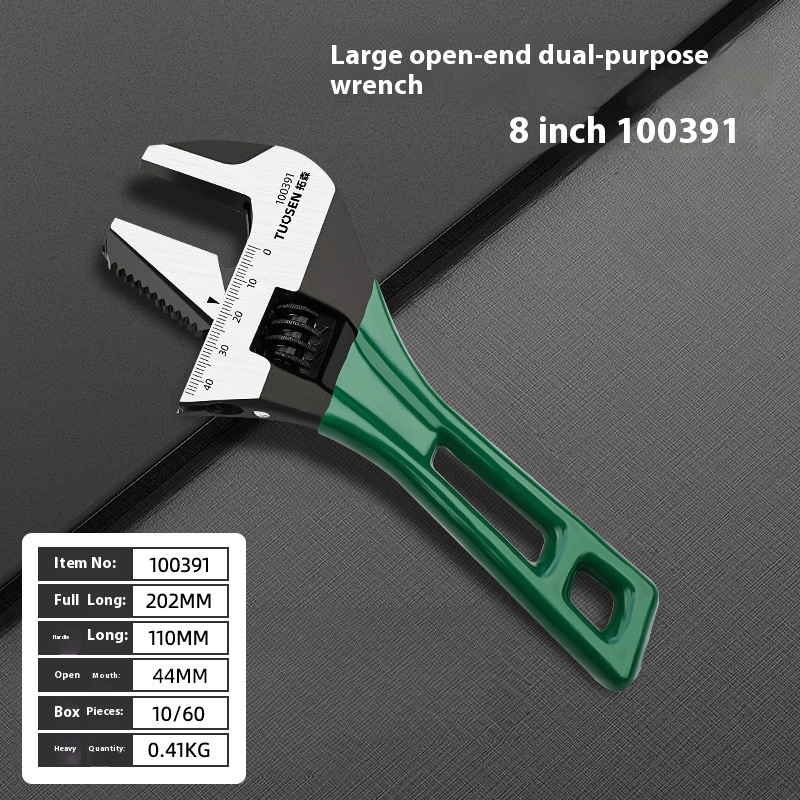 Large open-end dual-purpose
wrench
8 inch 100391
100391
TUOSEN 拓森
0
10
20
30
40
Item No: 100391
Full Long: 202MM
Handle Long: 110MM
Open Mouth: 44MM
Box Pieces: 10/60
Heavy Quantity: 0.41KG